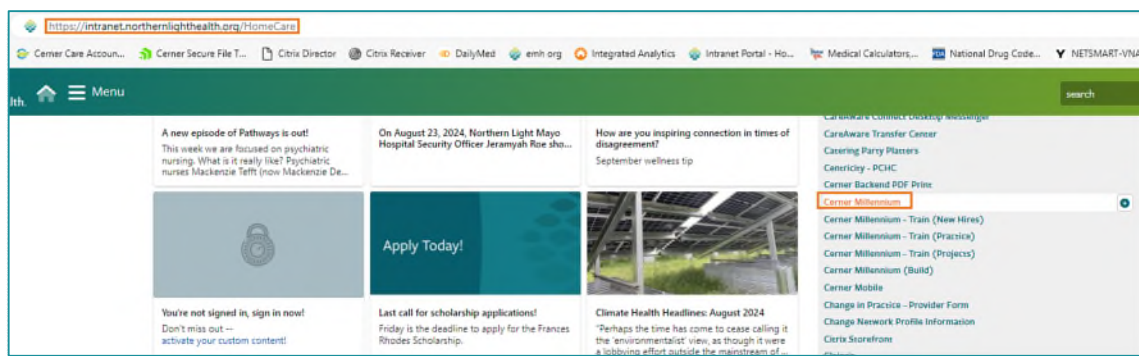 https://intranet.northernlighthealth.org/HomeCare
Cerner Care Accoun... Cerner Secure File T... Citrix Director Citrix Receiver DailyMed emh org Integrated Analytics Intranet Portal - Ho... Medical Calculators,... National Drug Code... NETSMART-VNA
lth. Menu search
A new episode of Pathways is out!
This week we are focused on psychiatric
nursing. What is it really like? Psychiatric
nurses Mackenzie Tefft (now Mackenzie De...
On August 23, 2024, Northern Light Mayo
Hospital Security Officer Jeramyah Roe sho...
How are you inspiring connection in times of
disagreement?
September wellness tip
Apply Today!
You're not signed in, sign in now!
Don't miss out --
activate your custom content!
Last call for scholarship applications!
Friday is the deadline to apply for the Frances
Rhodes Scholarship.
Climate Health Headlines: August 2024
"Perhaps the time has come to cease calling it
the 'environmentalist' view, as though it were
a lobbying effort outside the mainstream of ...
CareAware Connect Desktop Messenger
CareAware Transfer Center
Catering Party Platters
Centricity - PCHC
Cerner Backend PDF Print
Cerner Millennium
Cerner Millennium - Train (New Hires)
Cerner Millennium - Train (Practice)
Cerner Millennium - Train (Projects)
Cerner Millennium (Build)
Cerner Mobile
Change in Practice - Provider Form
Change Network Profile Information
Citrix Storefront